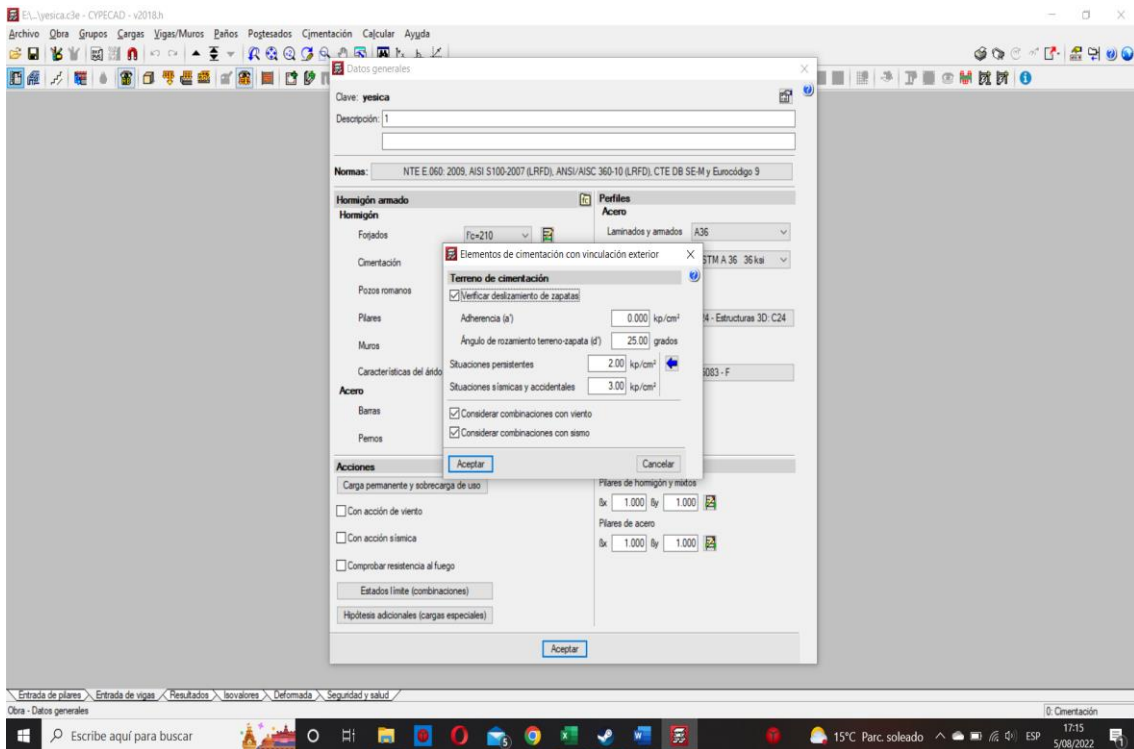 E:\...\yesica.c3e - CYPECAD - v2018.h
Archivo Obra Grupos Cargas Vigas/Muros Paños Postesados Cimentación Calcular Ayuda
Datos generales
Clave: yesica
Descripción: 1
Normas: NTE E.060: 2009, AISI S100-2007 (LRFD), ANSI/AISC 360-10 (LRFD), CTE DB SE-M y Eurocódigo 9
Hormigón armado
Hormigón
Forjados f'c=210
Cimentación
Pozos romanos
Pilares
Muros
Características del árido
Acero
Barras
Pernos
Perfiles
Acero
Laminados y armados A36
STM A 36 36 ksi
24 - Estructuras 3D: C24
5083 - F
Elementos de cimentación con vinculación exterior
Terreno de cimentación
Verificar deslizamiento de zapatas
Adherencia (a') 0.000 kp/cm²
Ángulo de rozamiento terreno-zapata (d') 25.00 grados
Situaciones persistentes 2.00 kp/cm²
Situaciones sísmicas y accidentales 3.00 kp/cm²
Considerar combinaciones con viento
Considerar combinaciones con sismo
Aceptar Cancelar
Acciones
Carga permanente y sobrecarga de uso
Con acción de viento
Con acción sísmica
Comprobar resistencia al fuego
Estados límite (combinaciones)
Hipótesis adicionales (cargas especiales)
Pilares de hormigón y mixtos
ßx 1.000 ßy 1.000
Pilares de acero
ßx 1.000 ßy 1.000
Aceptar
Entrada de pilares Entrada de vigas Resultados Isovalores Deformada Seguridad y salud
Obra - Datos generales 0: Cimentación
Escribe aquí para buscar 15°C Parc. soleado ESP 17:15
5/08/2022